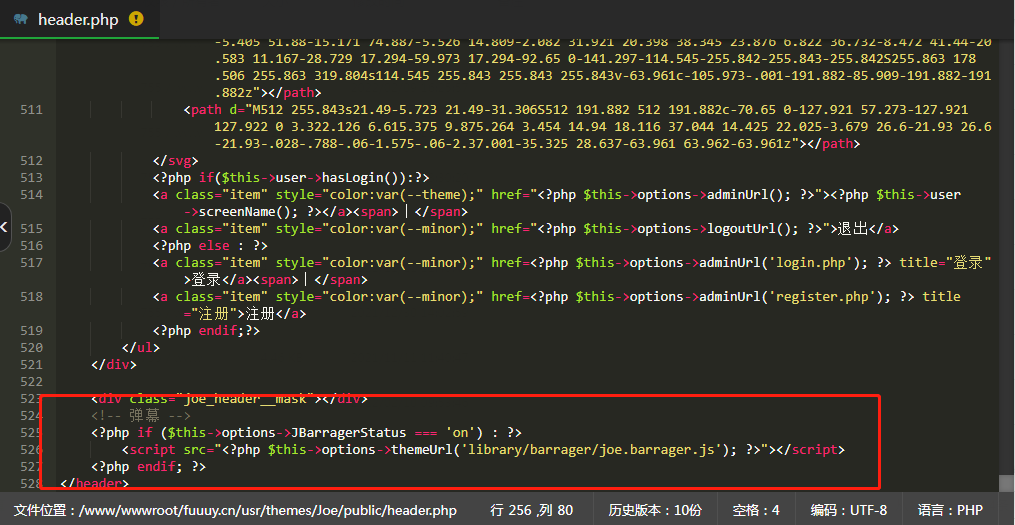 header.php
-5.405 51.88-15.171 74.887-5.526 14.809-2.082 31.921 20.398 38.345 23.876 6.822 36.732-8.472 41.44-20
.583 11.167-28.729 17.294-59.973 17.294-92.65 0-141.297-114.545-255.842-255.843-255.842S255.863 178
.506 255.863 319.804s114.545 255.843 255.843 255.843v-63.961c-105.973-.001-191.882-85.909-191.882-191
.882z"></path>
511 <path d="M512 255.843s21.49-5.723 21.49-31.306S512 191.882 512 191.882c-70.65 0-127.921 57.273-127.921
127.922 0 3.322.126 6.615.375 9.875.264 3.454 14.94 18.116 37.044 14.425 22.025-3.679 26.6-21.93 26.6
-21.93-.028-.788-.06-1.575-.06-2.37.001-35.325 28.637-63.961 63.962-63.961z"></path>
512 </svg>
513 <?php if($this->user->hasLogin()):?>
514 <a class="item" style="color:var(--theme);" href="<?php $this->options->adminUrl(); ?>"><?php $this->user
->screenName(); ?></a><span>|</span>
515 <a class="item" style="color:var(--minor);" href="<?php $this->options->logoutUrl(); ?>">退出</a>
516 <?php else : ?>
517 <a class="item" style="color:var(--minor);" href=<?php $this->options->adminUrl('login.php'); ?> title="登录"
>登录</a><span>|</span>
518 <a class="item" style="color:var(--minor);" href=<?php $this->options->adminUrl('register.php'); ?> title
="注册">注册</a>
519 <?php endif;?>
520 </ul>
521 </div>
522
523 <div class="joe_header__mask"></div>
524 <!-- 弹幕 -->
525 <?php if ($this->options->JBarragerStatus === 'on') : ?>
526 <script src="<?php $this->options->themeUrl('library/barrager/joe.barrager.js'); ?>"></script>
527 <?php endif; ?>
528 </header>
文件位置：/www/wwwroot/fuuuy.cn/usr/themes/Joe/public/header.php 行 256 ,列 80 历史版本：10份 空格：4 编码：UTF-8 语言：PHP